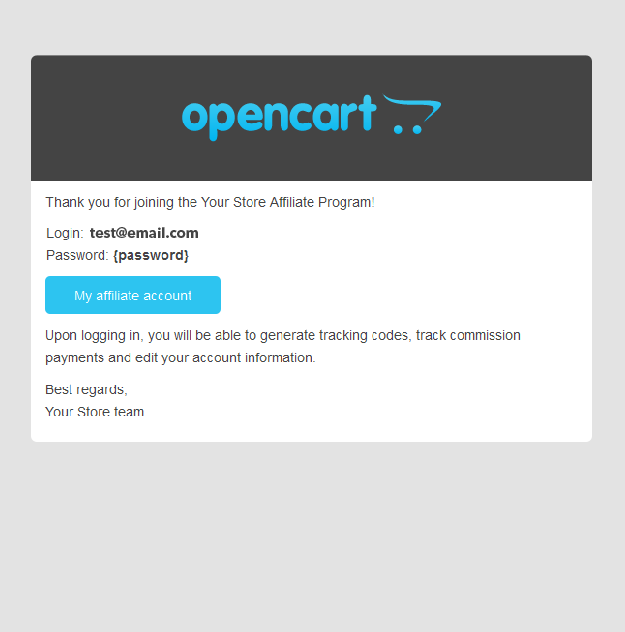 opencart
Thank you for joining the Your Store Affiliate Program!
Login: test@email.com
Password: {password}
My affiliate account
Upon logging in, you will be able to generate tracking codes, track commission
payments and edit your account information.
Best regards,
Your Store team